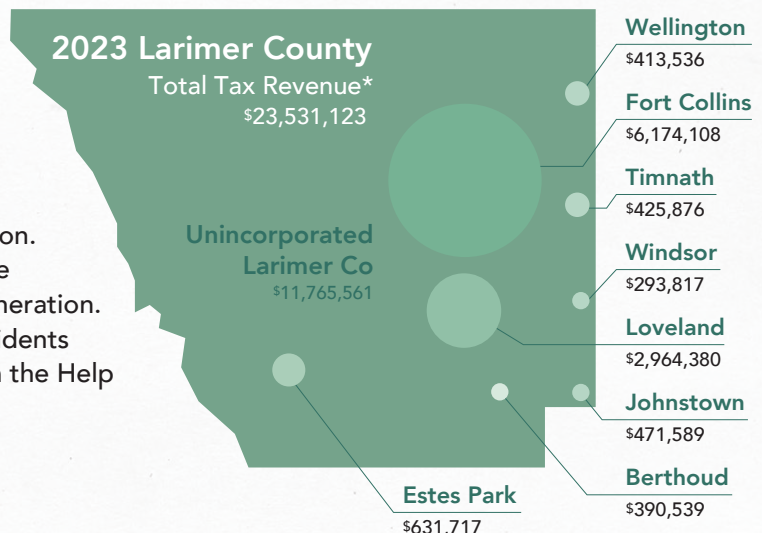 2023 Larimer County
Total Tax Revenue*
$23,531,123
on.
e
neration.
idents
the Help
Unincorporated
Larimer Co
$11,765,561
Wellington
$413,536
Fort Collins
$6,174,108
Timnath
$425,876
Windsor
$293,817
Loveland
$2,964,380
Johnstown
$471,589
Berthoud
$390,539
Estes Park
$631,717